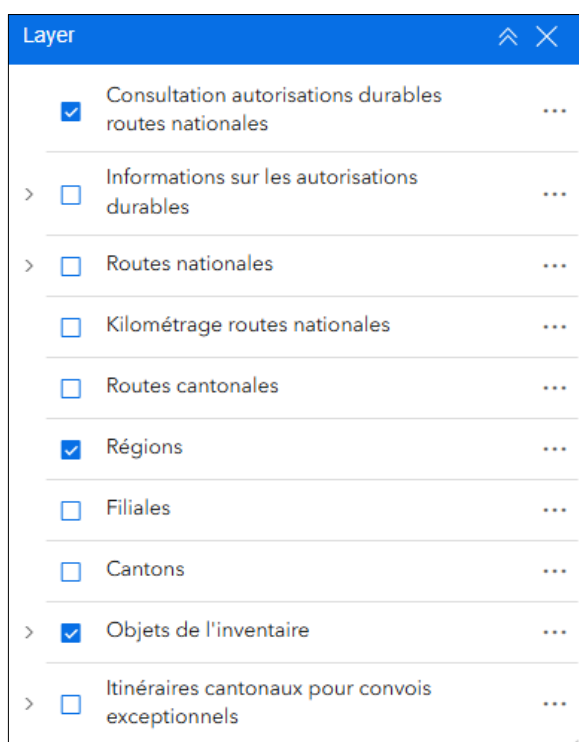 Layer
Consultation autorisations durables
routes nationales
Informations sur les autorisations
durables
Routes nationales
Kilométrage routes nationales
Routes cantonales
Régions
Filiales
Cantons
Objets de l'inventaire
Itinéraires cantonaux pour convois
exceptionnels